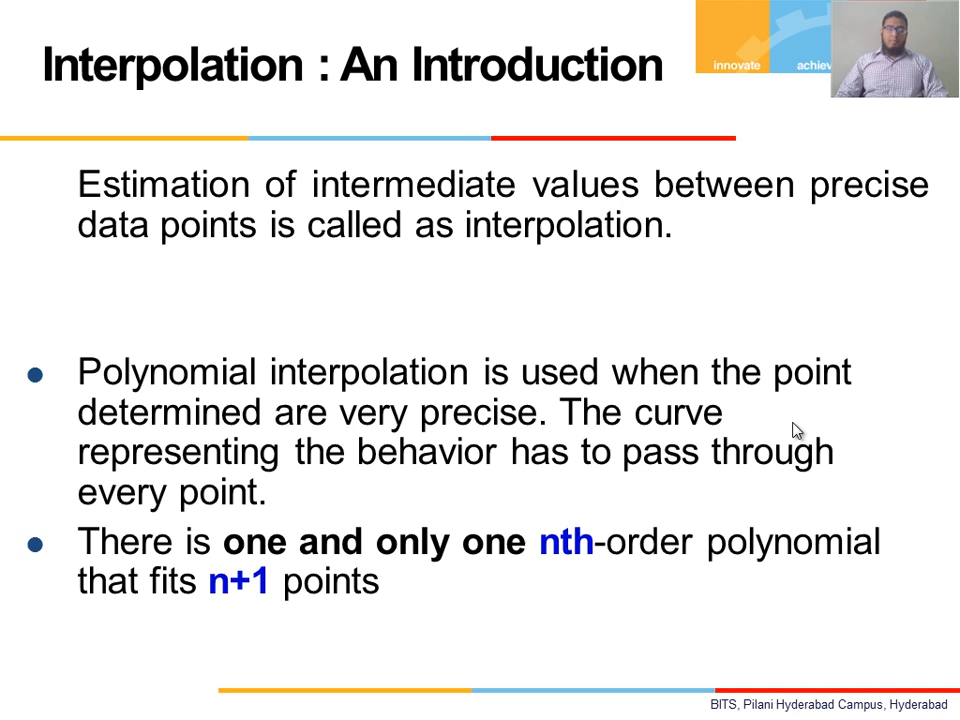 Interpolation : An Introduction
innovate
achiev
Estimation of intermediate values between precise
data points is called as interpolation.
Polynomial interpolation is used when the point
determined are very precise. The curve
representing the behavior has to pass through
every point.
There is one and only one nth-order polynomial
that fits n+1 points
BITS, Pilani Hyderabad Campus, Hyderabad